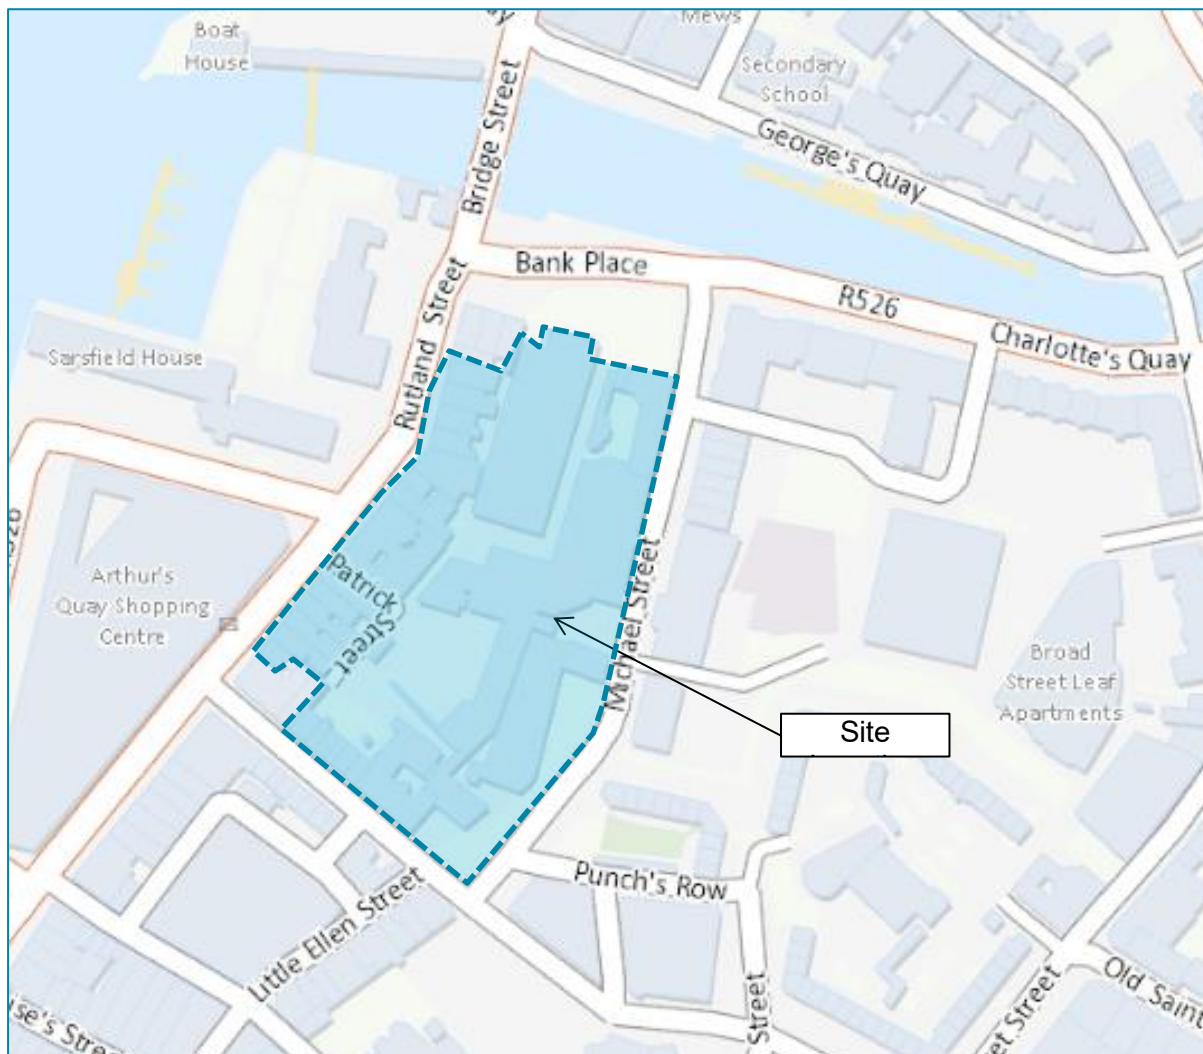 Boat
House
Mews
Secondary
School
George's Quay
Bridge Street
Bank Place
R526
Charlotte's Quay
Rutland Street
Sarsfield House
Arthur's
Quay Shopping
Centre
Patrick
Street
Michael Street
Broad
Street Leaf
Apartments
Site
Punch's Row
Little Ellen Street
Street
Old Saint
Street
Street